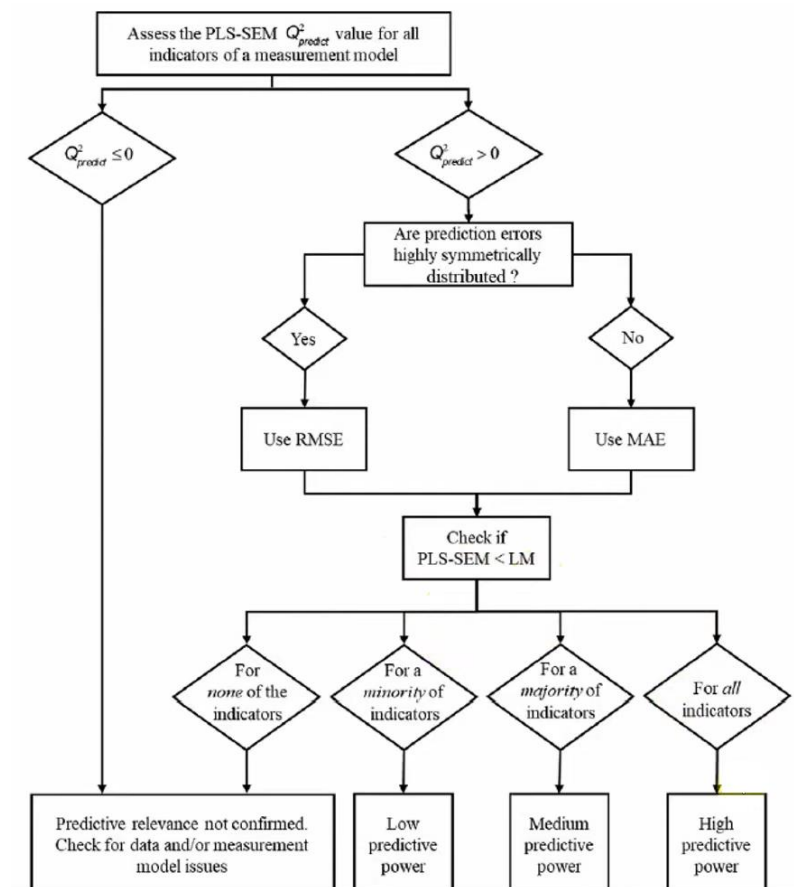 Assess the PLS-SEM Q²predict value for all
indicators of a measurement model
Q²predict ≤ 0
Q²predict > 0
Are prediction errors
highly symmetrically
distributed ?
Yes
No
Use RMSE
Use MAE
Check if
PLS-SEM < LM
For
none of the
indicators
For a
minority of
indicators
For a
majority of
indicators
For all
indicators
Predictive relevance not confirmed.
Check for data and/or measurement
model issues
Low
predictive
power
Medium
predictive
power
High
predictive
power